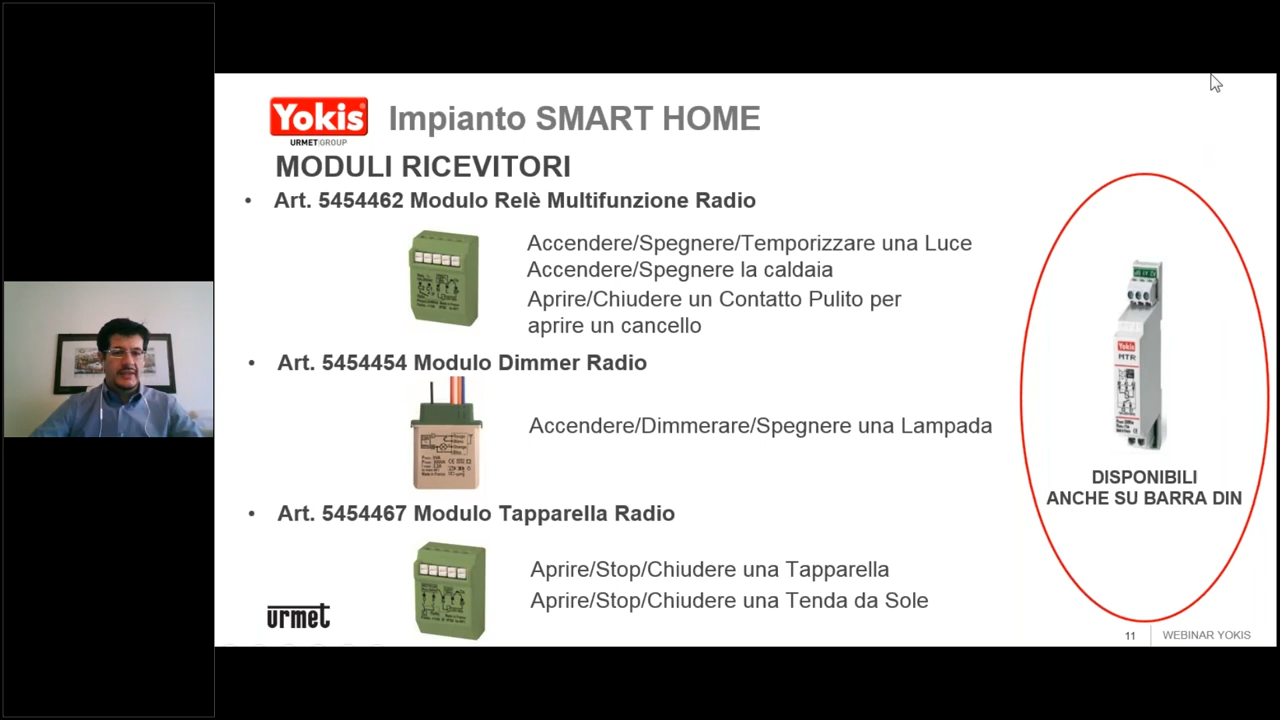 Yokis
URMET GROUP
Impianto SMART HOME
MODULI RICEVITORI
• Art. 5454462 Modulo Relè Multifunzione Radio
Accendere/Spegnere/Temporizzare una Luce
Accendere/Spegnere la caldaia
Aprire/Chiudere un Contatto Pulito per
aprire un cancello
• Art. 5454454 Modulo Dimmer Radio
Accendere/Dimmerare/Spegnere una Lampada
• Art. 5454467 Modulo Tapparella Radio
Aprire/Stop/Chiudere una Tapparella
Aprire/Stop/Chiudere una Tenda da Sole
Yokis
MTR
DISPONIBILI
ANCHE SU BARRA DIN
urmet
11
WEBINAR YOKIS